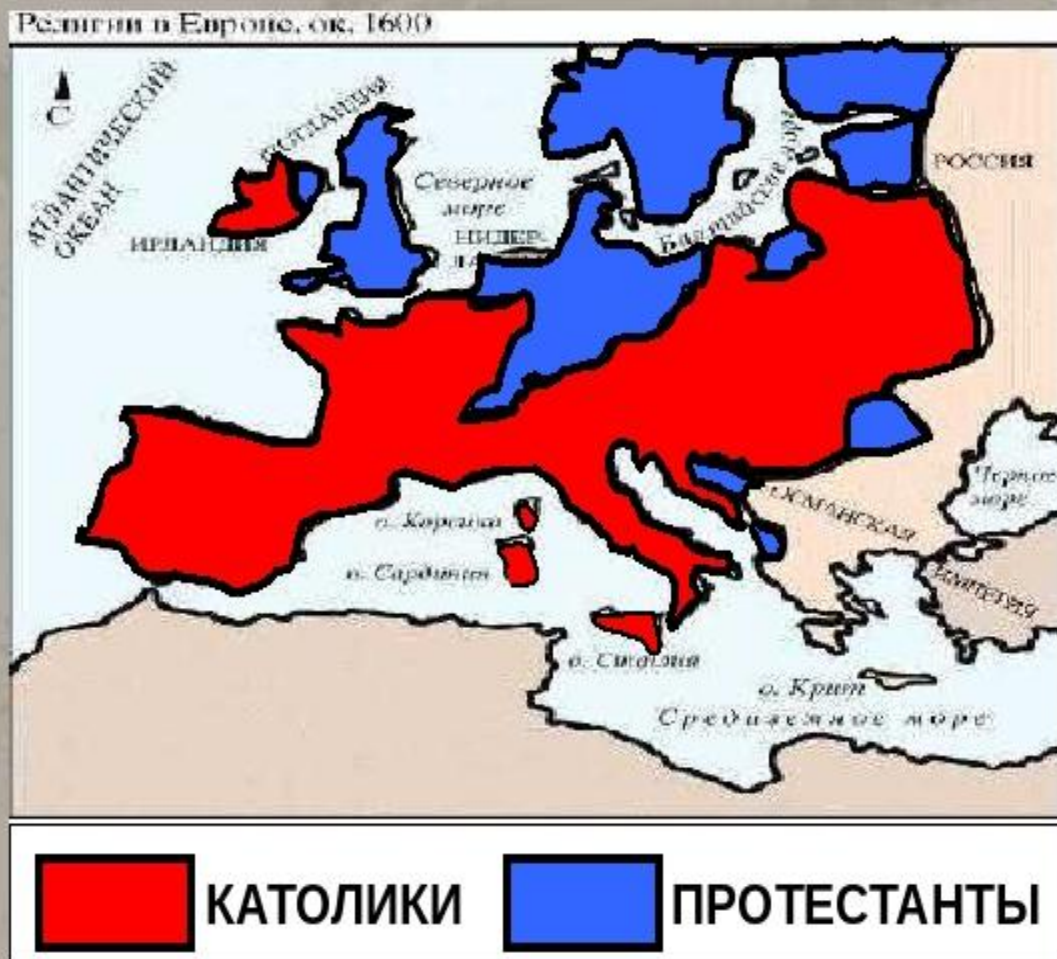 Религии в Европе, ок. 1600
АТЛАНТИЧЕСКИЙ
ОКЕАН
С
ИРЛАНДИЯ
Северное
море
НИДЕР-
РОССИЯ
Черное
море
ОСМАНСКАЯ
ИМПЕРИЯ
о. Корсика
о. Сардиния
о. Сицилия
о. Крит
Средиземное море
КАТОЛИКИ
ПРОТЕСТАНТЫ